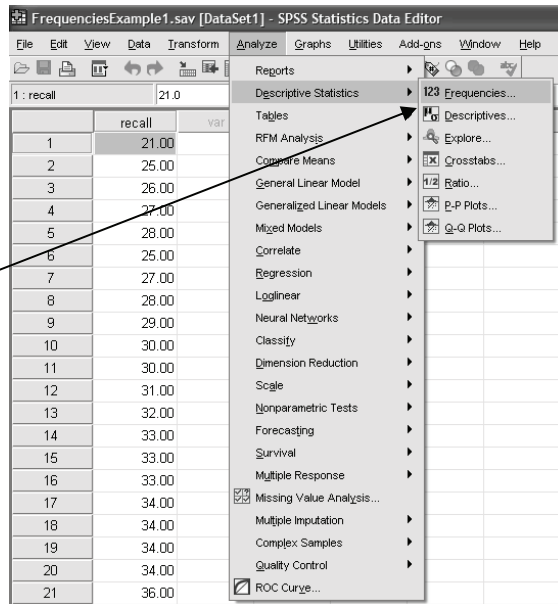 FrequenciesExample1.sav [DataSet1] - SPSS Statistics Data Editor
File Edit View Data Transform Analyze Graphs Utilities Add-ons Window Help
1 : recall 21.0
recall var
1 21.00
2 25.00
3 26.00
4 27.00
5 28.00
6 25.00
7 27.00
8 28.00
9 29.00
10 30.00
11 30.00
12 31.00
13 32.00
14 33.00
15 33.00
16 33.00
17 34.00
18 34.00
19 34.00
20 34.00
21 36.00
Reports
Descriptive Statistics
Tables
RFM Analysis
Compare Means
General Linear Model
Generalized Linear Models
Mixed Models
Correlate
Regression
Loglinear
Neural Networks
Classify
Dimension Reduction
Scale
Nonparametric Tests
Forecasting
Survival
Multiple Response
Missing Value Analysis...
Multiple Imputation
Complex Samples
Quality Control
ROC Curve...
123 Frequencies...
Descriptives...
Explore...
Crosstabs...
1/2 Ratio...
P-P Plots...
Q-Q Plots...